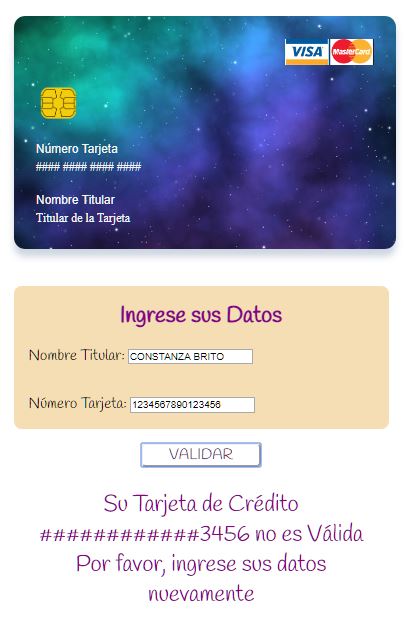 VISA MasterCard
Número Tarjeta
#### #### #### ####
Nombre Titular
Titular de la Tarjeta
Ingrese sus Datos
Nombre Titular: CONSTANZA BRITO
Número Tarjeta: 1234567890123456
VALIDAR
Su Tarjeta de Crédito
############3456 no es Válida
Por favor, ingrese sus datos
nuevamente